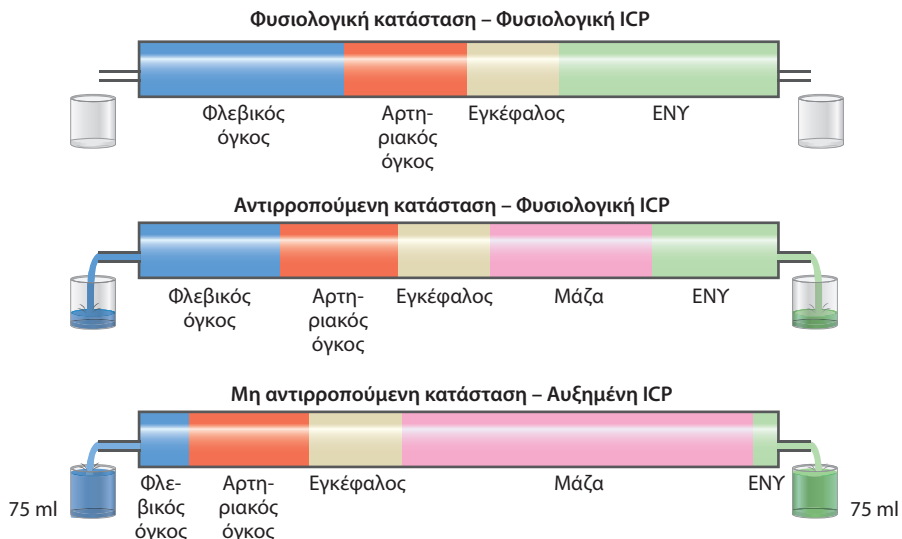 Φυσιολογική κατάσταση – Φυσιολογική ICP
Φλεβικός
όγκος
Αρτη-
ριακός
όγκος
Εγκέφαλος
ΕΝΥ
Αντιρροπούμενη κατάσταση – Φυσιολογική ICP
Φλεβικός
όγκος
Αρτη-
ριακός
όγκος
Εγκέφαλος
Μάζα
ΕΝΥ
Μη αντιρροπούμενη κατάσταση – Αυξημένη ICP
75 ml
Φλε-
βικός
όγκος
Αρτη-
ριακός
όγκος
Εγκέφαλος
Μάζα
ΕΝΥ
75 ml